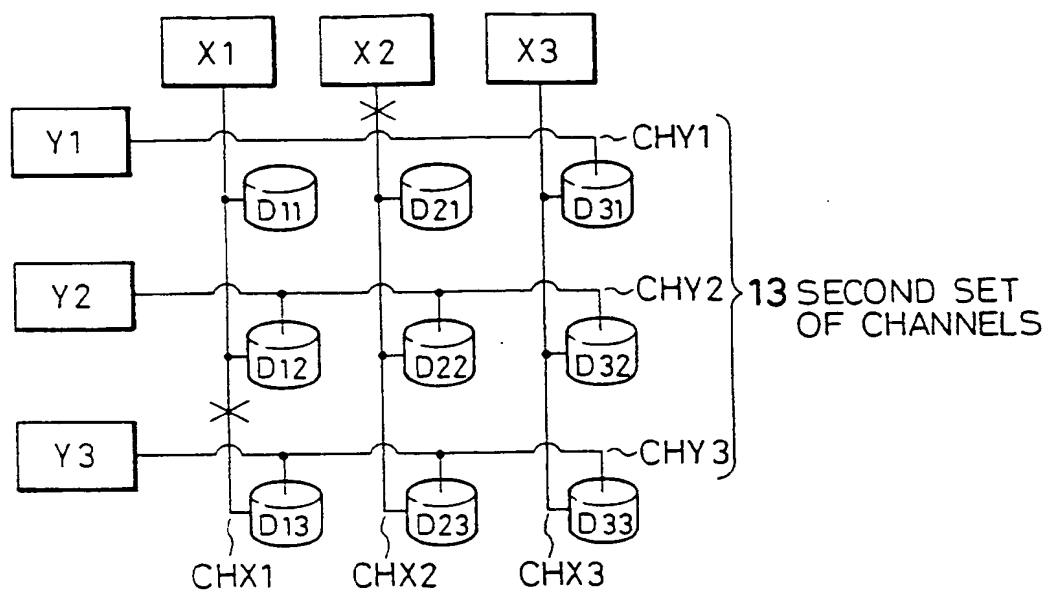 X1
X2
X3
Y1
CHY1
D11
D21
D31
Y2
CHY2
13 SECOND SET
OF CHANNELS
D12
D22
D32
Y3
CHY3
D13
D23
D33
CHX1
CHX2
CHX3